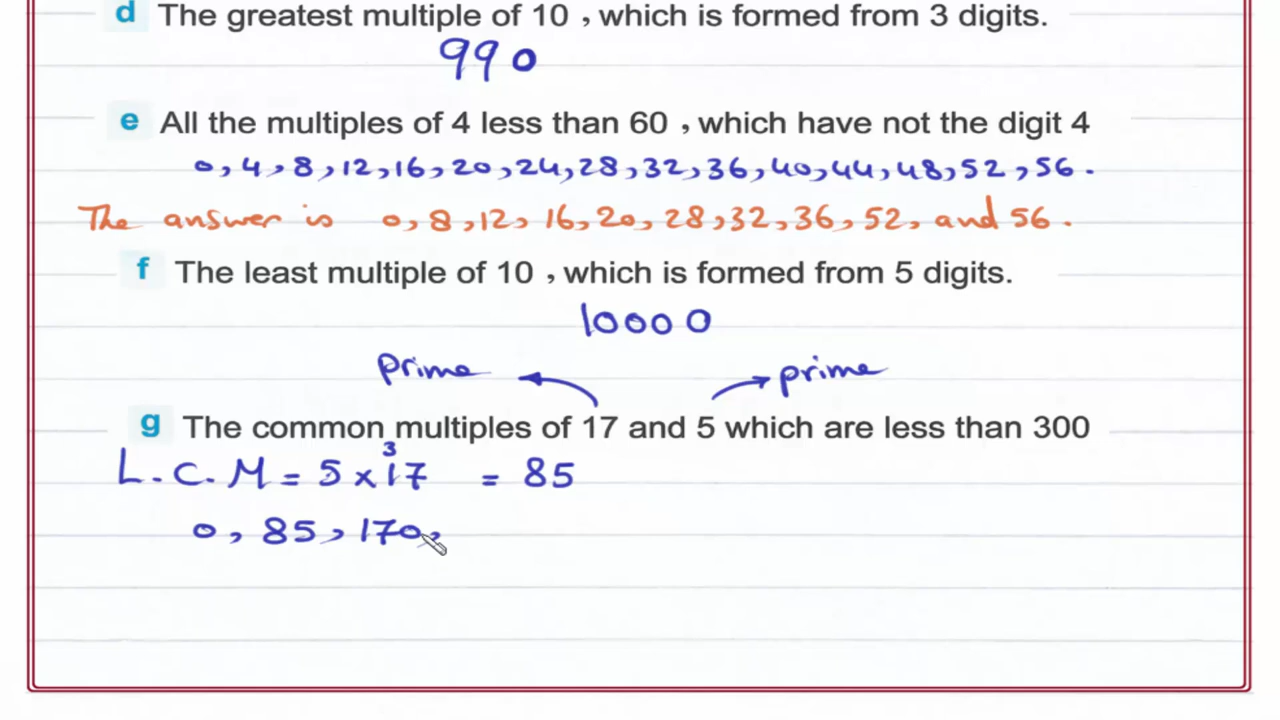 d The greatest multiple of 10 , which is formed from 3 digits.
990
e All the multiples of 4 less than 60 , which have not the digit 4
0, 4, 8, 12, 16, 20, 24, 28, 32, 36, 40, 44, 48, 52, 56.
The answer is 0, 8, 12, 16, 20, 28, 32, 36, 52, and 56.
f The least multiple of 10 , which is formed from 5 digits.
10000
prime prime
g The common multiples of 17 and 5 which are less than 300
3
L.C.M = 5 x 17 = 85
0, 85, 170,